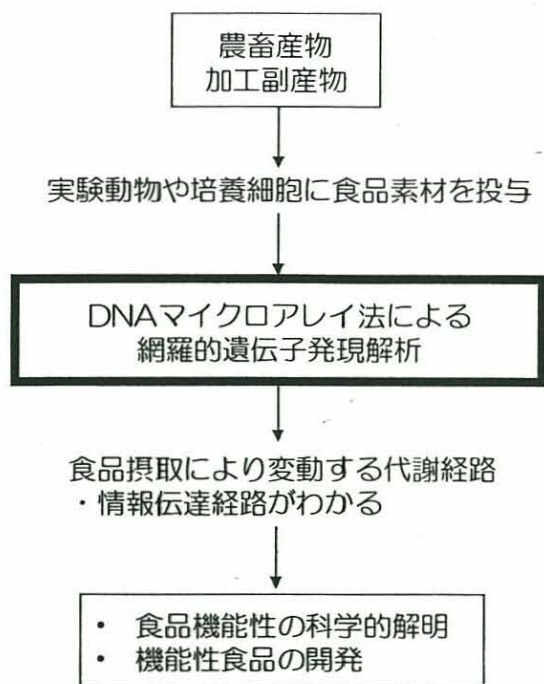 農畜産物
加工副産物
実験動物や培養細胞に食品素材を投与
DNAマイクロアレイ法による
網羅的遺伝子発現解析
食品摂取により変動する代謝経路
・情報伝達経路がわかる
• 食品機能性の科学的解明
• 機能性食品の開発